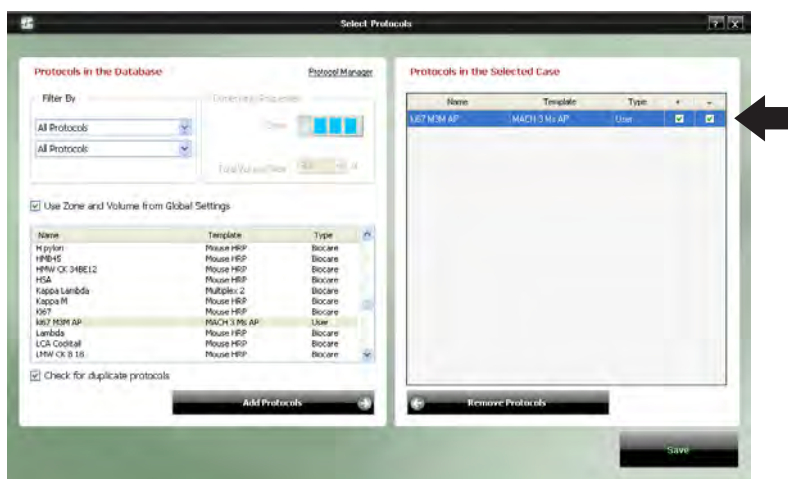 Select Protocols
? X
Protocols in the Database
Protocol Manager
Filter By
All Protocols
All Protocols
Use Zone and Volume from Global Settings
Name Template Type
H pylori Mouse HRP Biocare
HMB45 Mouse HRP Biocare
HMW CK 34BE12 Mouse HRP Biocare
HSA Mouse HRP Biocare
Kappa Lambda Multiplex 2 Biocare
Kappa M Mouse HRP Biocare
Ki67 Mouse HRP Biocare
ki67 M3M AP MACH 3 Ms AP User
Lambda Mouse HRP Biocare
LCA Cocktail Mouse HRP Biocare
LMW CK 8 18 Mouse HRP Biocare
Check for duplicate protocols
Add Protocols
Protocols in the Selected Case
Name Template Type + -
ki67 M3M AP MACH 3 Ms AP User
Remove Protocols
Save